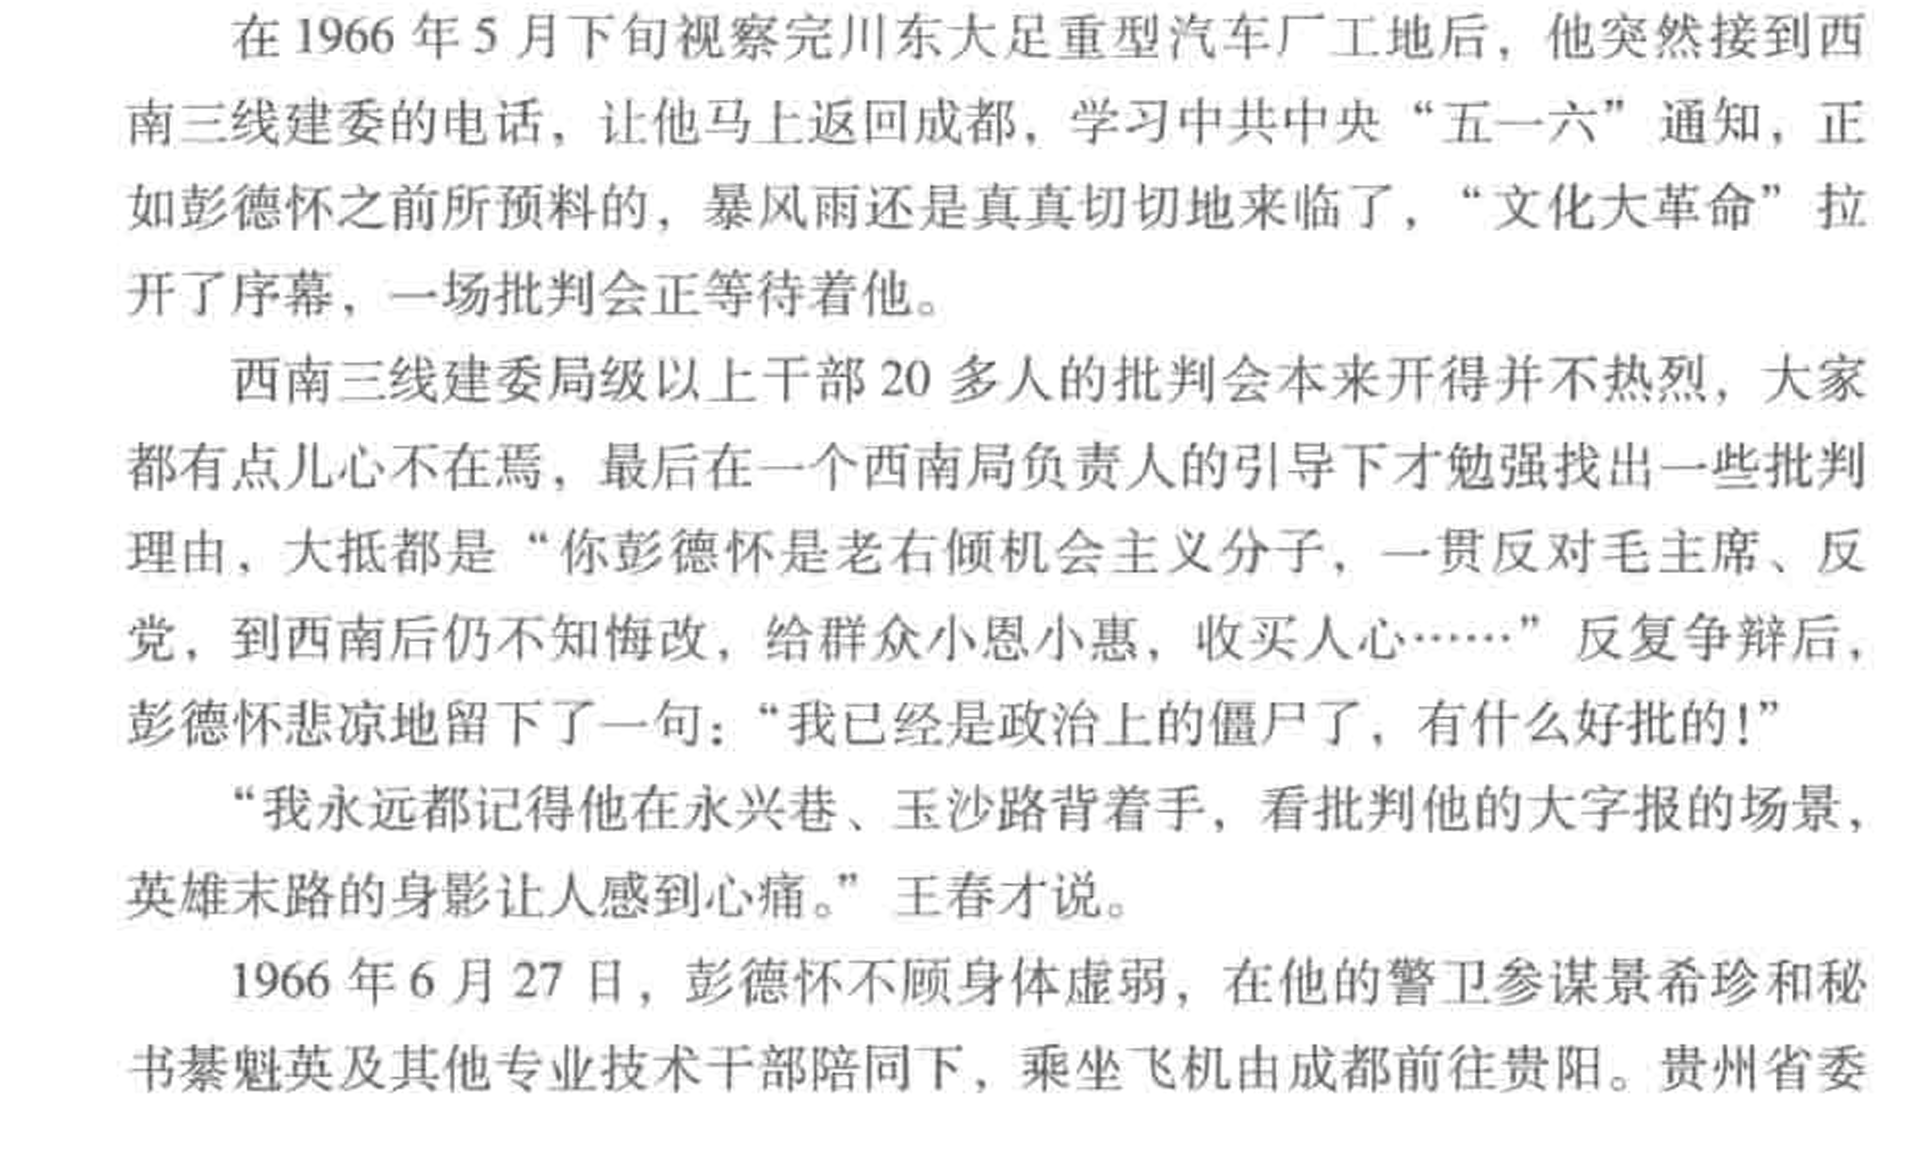 在1966年5月下旬视察完川东大足重型汽车厂工地后，他突然接到西
南三线建委的电话，让他马上返回成都，学习中共中央“五一六”通知，正
如彭德怀之前所预料的，暴风雨还是真真切切地来临了，“文化大革命”拉
开了序幕，一场批判会正等待着他。
西南三线建委局级以上干部20多人的批判会本来开得并不热烈，大家
都有点儿心不在焉，最后在一个西南局负责人的引导下才勉强找出一些批判
理由，大抵都是“你彭德怀是老右倾机会主义分子，一贯反对毛主席、反
党，到西南后仍不知悔改，给群众小恩小惠，收买人心……”反复争辩后，
彭德怀悲凉地留下了一句：“我已经是政治上的僵尸了，有什么好批的！”
“我永远都记得他在永兴巷、玉沙路背着手，看批判他的大字报的场景，
英雄末路的身影让人感到心痛。”王春才说。
1966年6月27日，彭德怀不顾身体虚弱，在他的警卫参谋景希珍和秘
书綦魁英及其他专业技术干部陪同下，乘坐飞机由成都前往贵阳。贵州省委